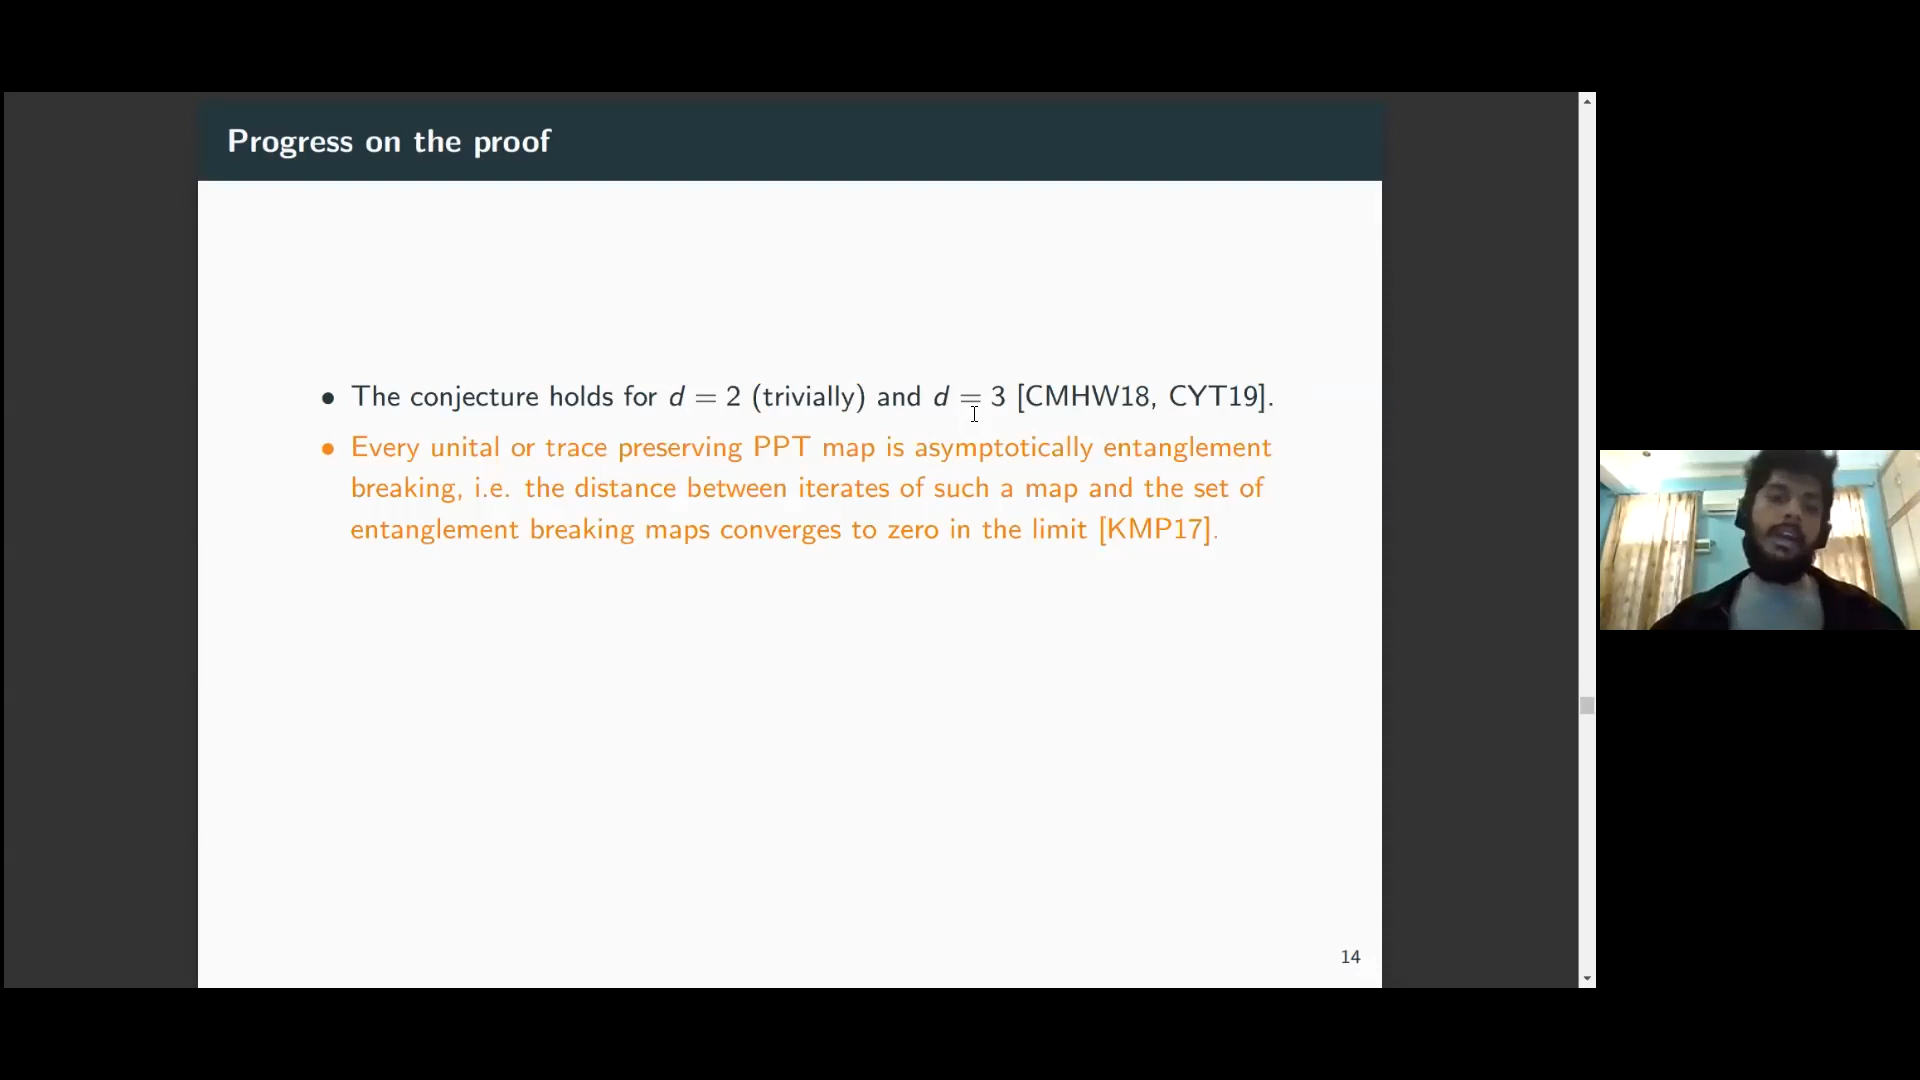 Progress on the proof
• The conjecture holds for d = 2 (trivially) and d = 3 [CMHW18, CYT19].
• Every unital or trace preserving PPT map is asymptotically entanglement
breaking, i.e. the distance between iterates of such a map and the set of
entanglement breaking maps converges to zero in the limit [KMP17].
14